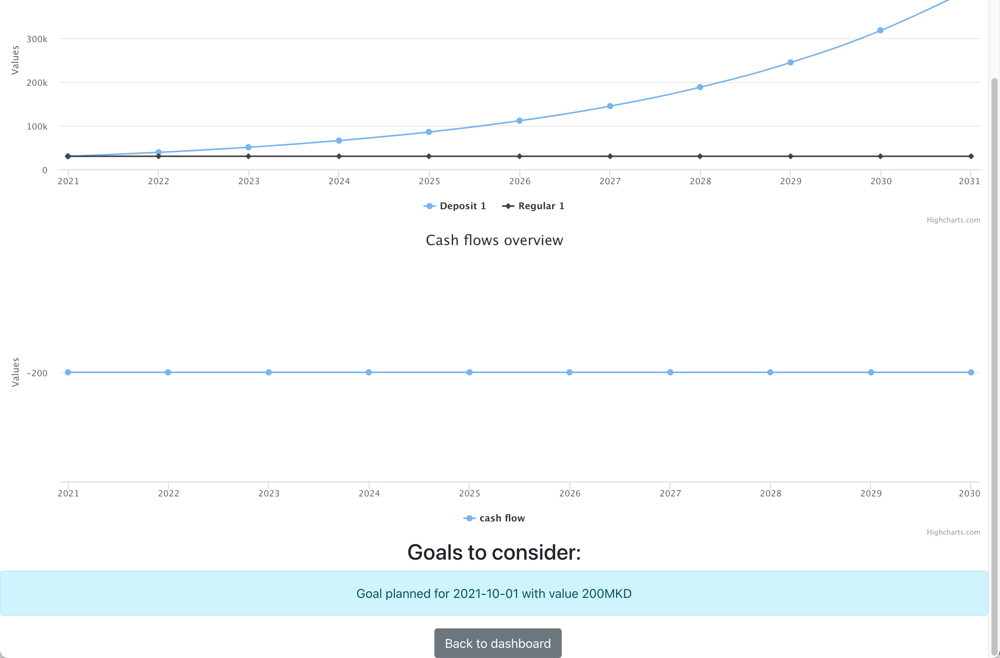 Values
300k
200k
100k
0
2021 2022 2023 2024 2025 2026 2027 2028 2029 2030 2031
Deposit 1 Regular 1
Highcharts.com
Cash flows overview
Values
−200
2021 2022 2023 2024 2025 2026 2027 2028 2029 2030
cash flow
Highcharts.com
Goals to consider:
Goal planned for 2021-10-01 with value 200MKD
Back to dashboard